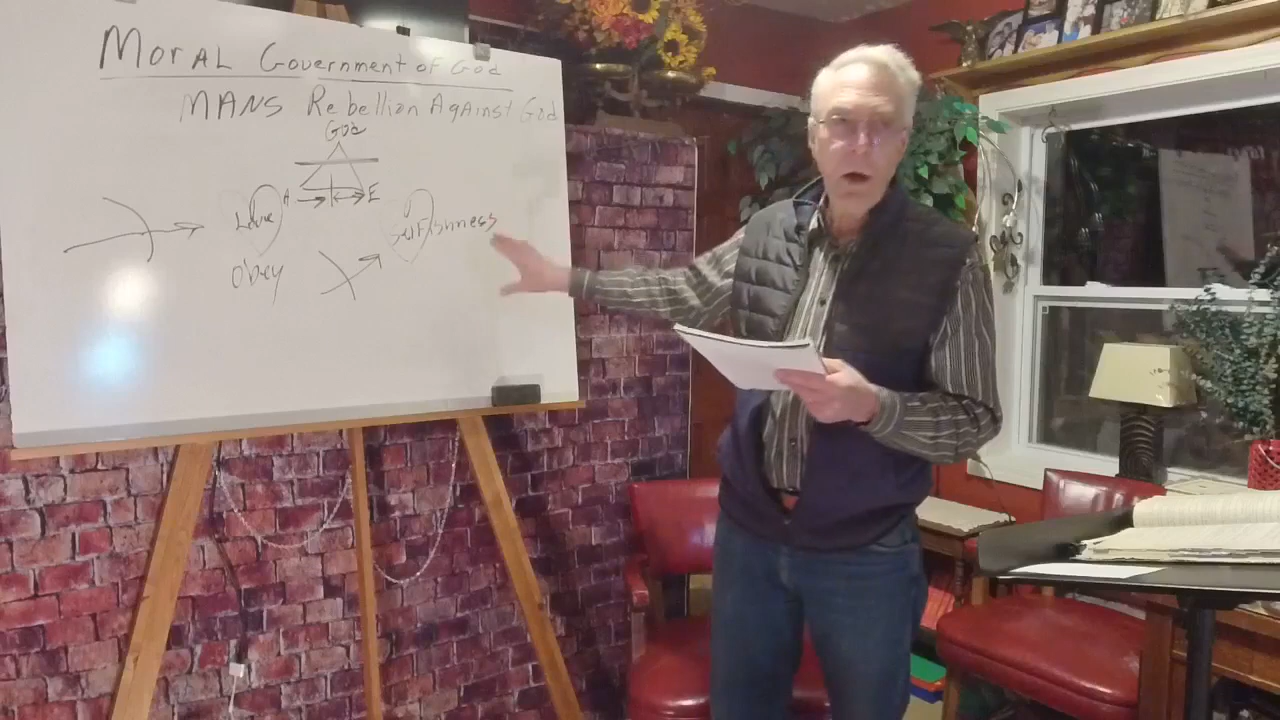 MORAL Government of God
MANS Rebellion Against God
God
A E
Love selfishness
obey